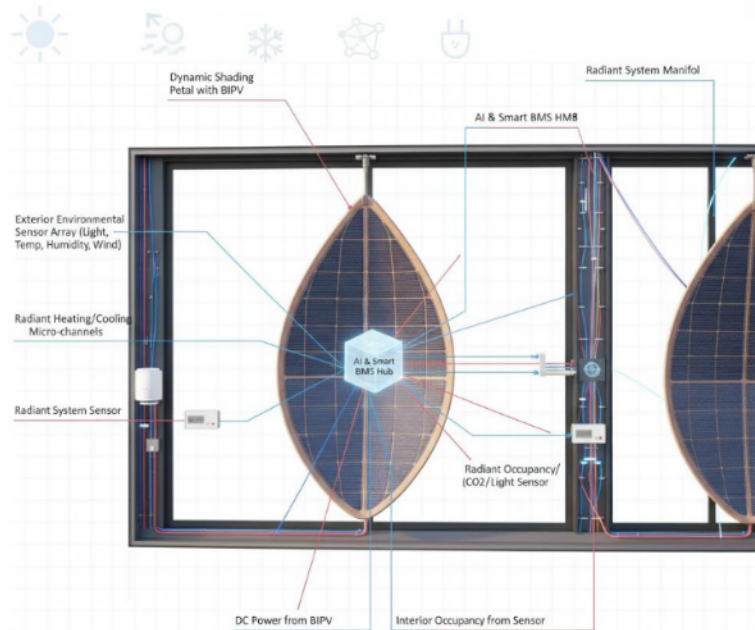 Dynamic Shading
Petal with BIPV
Radiant System Manifol
AI & Smart BMS HMB
Exterior Environmental
Sensor Array (Light,
Temp, Humidity, Wind)
Radiant Heating/Cooling
Micro-channels
AI & Smart
BMS Hub
Radiant System Sensor
Radiant Occupancy/
(CO2/Light Sensor
DC Power from BIPV
Interior Occupancy from Sensor